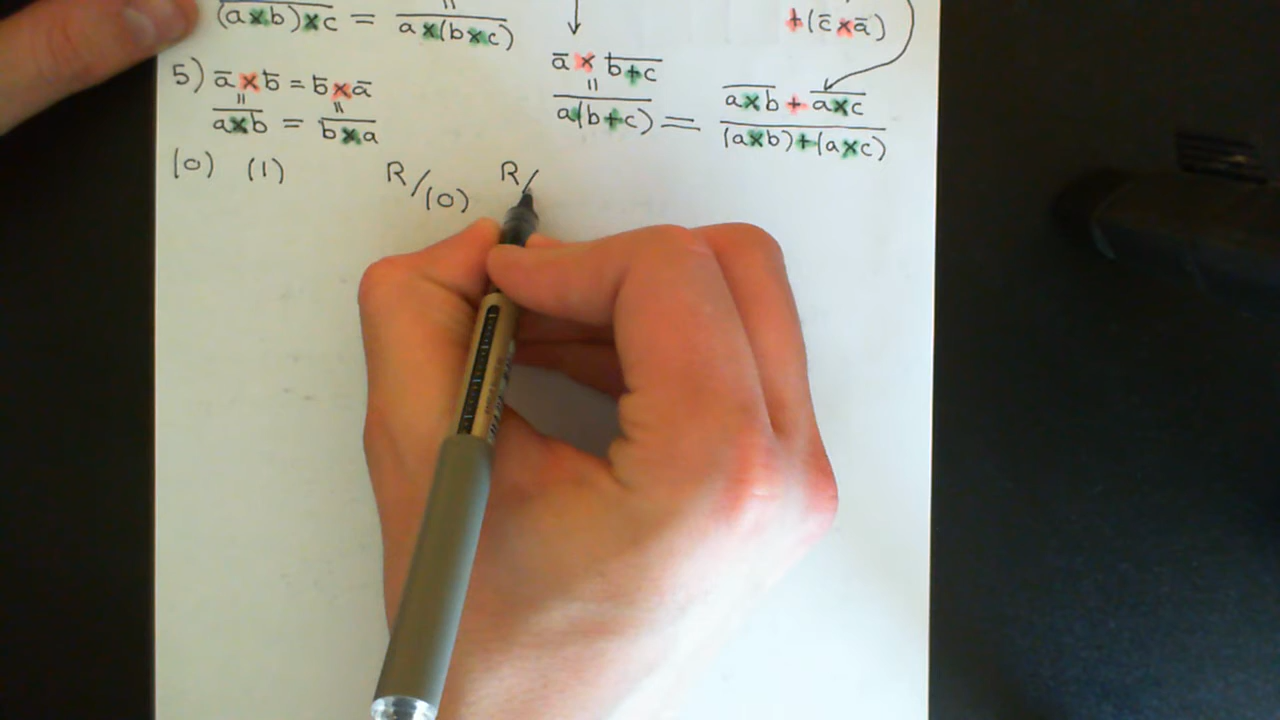 (a×b)×c = a×(b×c)
+(c̅×a̅)
a̅ × b+c
5) a̅×b̅ = b̅×a̅
a×b = b×a
a(b+c) = a×b + a×c
(a×b)+(a×c)
(0) (1) R/(0) R/